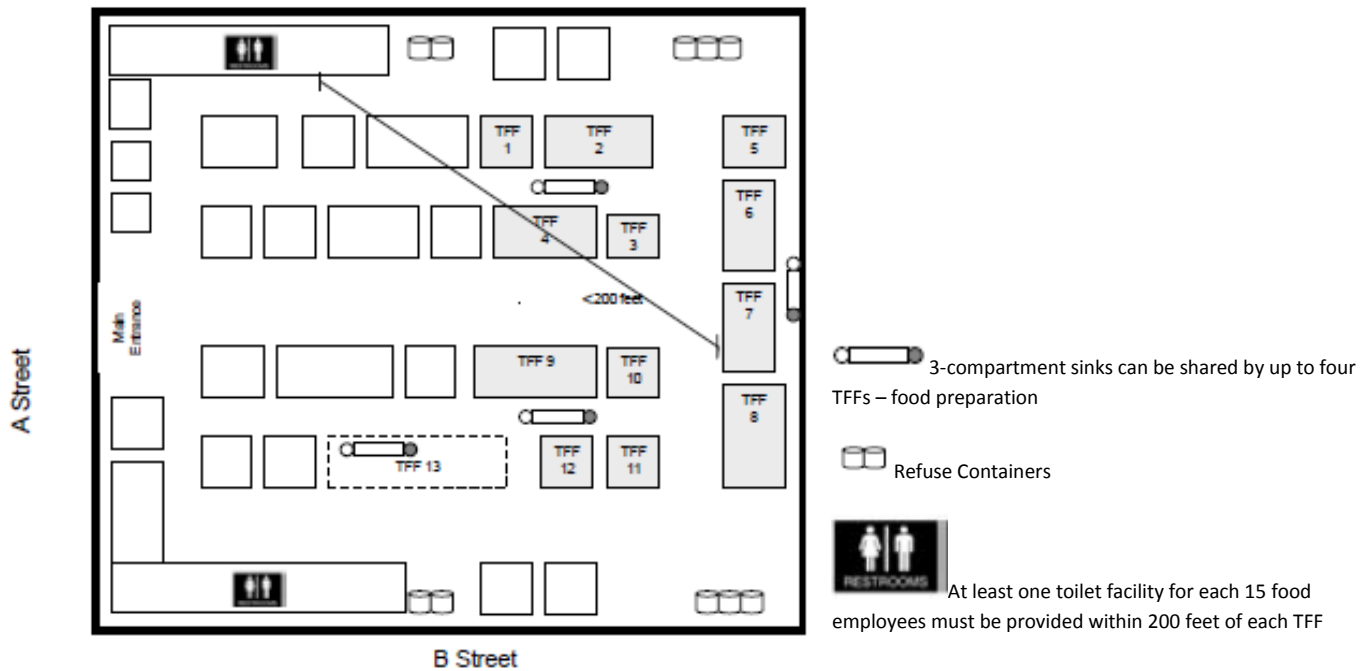 RESTROOMS
TFF
1
TFF
2
TFF
5
TFF
6
TFF
4
TFF
3
<200 feet
TFF
7
Main
Entrance
A Street
TFF 9
TFF
10
TFF
8
TFF 13
TFF
12
TFF
11
RESTROOMS
B Street
3-compartment sinks can be shared by up to four
TFFs – food preparation
Refuse Containers
RESTROOMS
At least one toilet facility for each 15 food
employees must be provided within 200 feet of each TFF